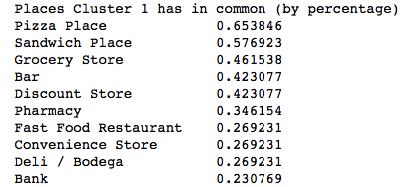 Places Cluster 1 has in common (by percentage)
Pizza Place 0.653846
Sandwich Place 0.576923
Grocery Store 0.461538
Bar 0.423077
Discount Store 0.423077
Pharmacy 0.346154
Fast Food Restaurant 0.269231
Convenience Store 0.269231
Deli / Bodega 0.269231
Bank 0.230769